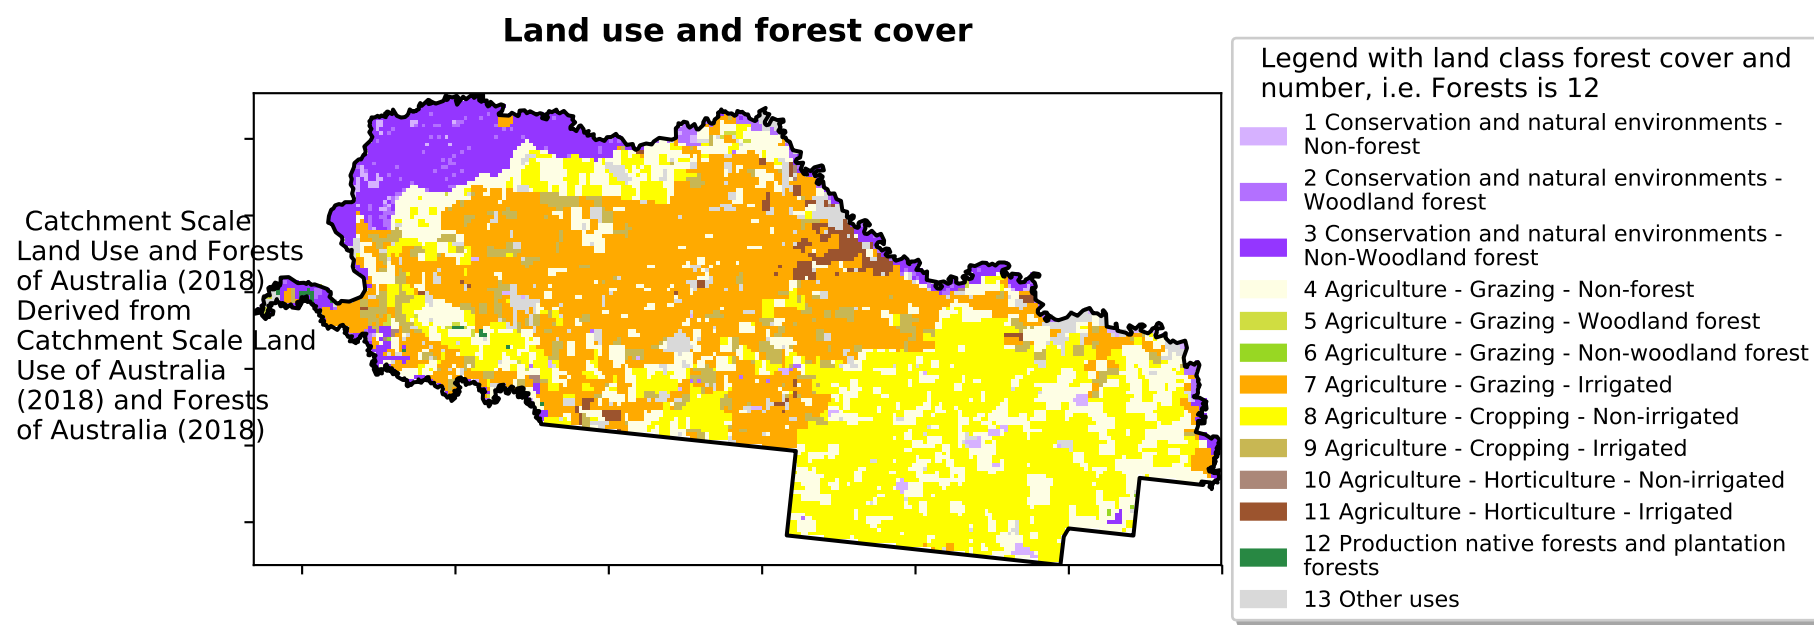 Land use and forest cover
Catchment Scale
Land Use and Forests
of Australia (2018)
Derived from
Catchment Scale Land
Use of Australia
(2018) and Forests
of Australia (2018)
Legend with land class forest cover and
number, i.e. Forests is 12
1 Conservation and natural environments -
Non-forest
2 Conservation and natural environments -
Woodland forest
3 Conservation and natural environments -
Non-Woodland forest
4 Agriculture - Grazing - Non-forest
5 Agriculture - Grazing - Woodland forest
6 Agriculture - Grazing - Non-woodland forest
7 Agriculture - Grazing - Irrigated
8 Agriculture - Cropping - Non-irrigated
9 Agriculture - Cropping - Irrigated
10 Agriculture - Horticulture - Non-irrigated
11 Agriculture - Horticulture - Irrigated
12 Production native forests and plantation
forests
13 Other uses